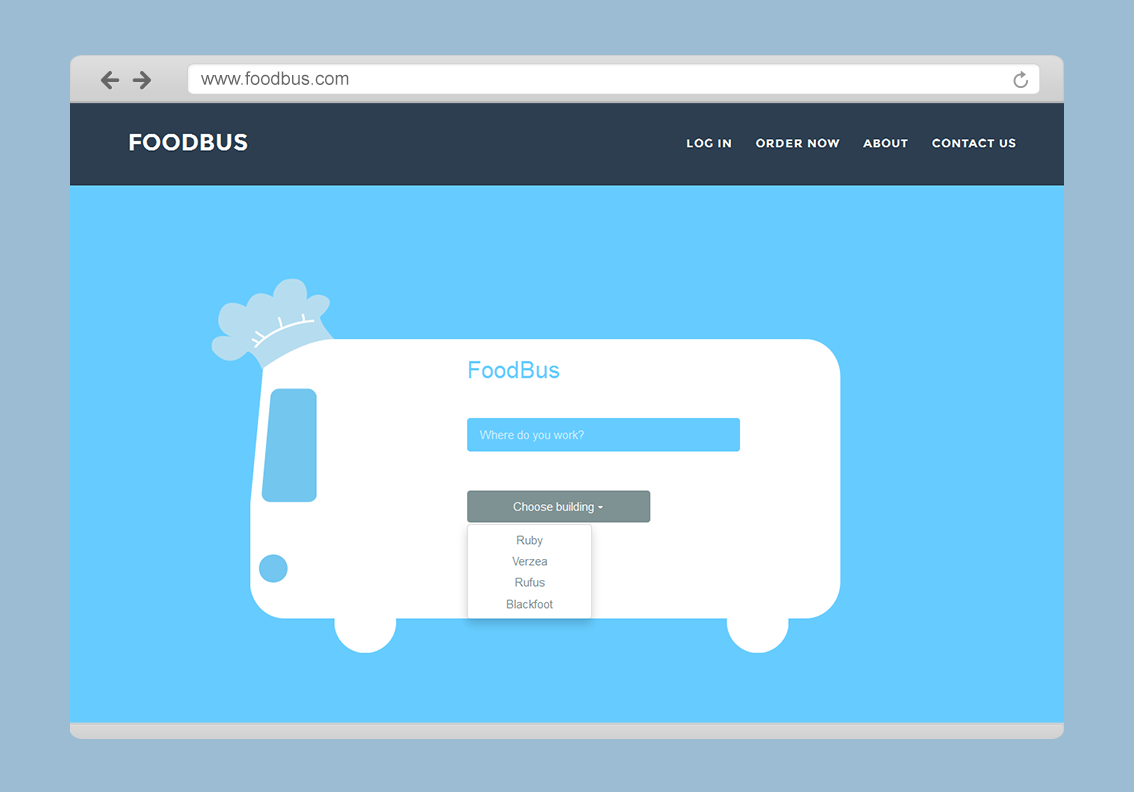 www.foodbus.com
FOODBUS
LOG IN ORDER NOW ABOUT CONTACT US
FoodBus
Where do you work?
Choose building
Ruby
Verzea
Rufus
Blackfoot